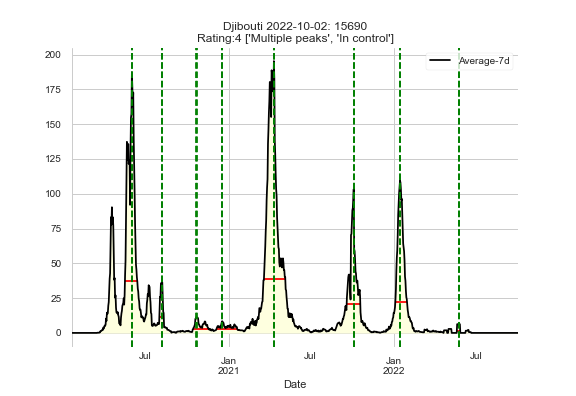 Djibouti 2022-10-02: 15690
Rating:4 ['Multiple peaks', 'In control']
Average-7d
200
175
150
125
100
75
50
25
0
Jul
Jan
2021
Jul
Jan
2022
Jul
Date